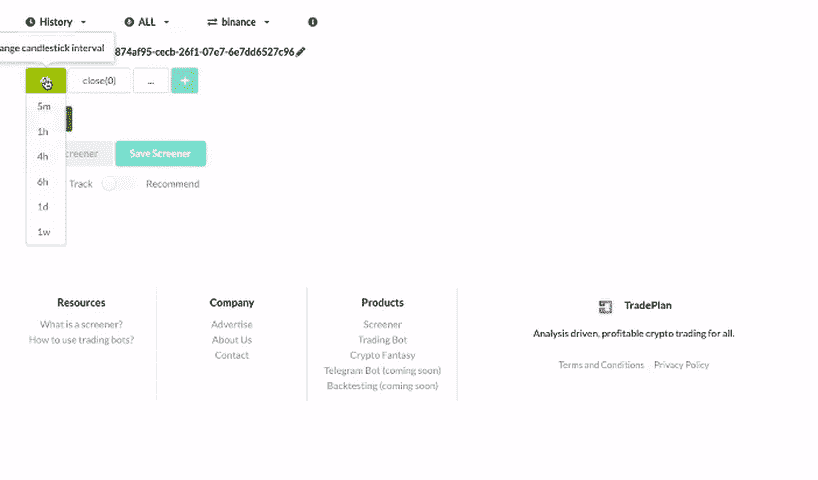 History ALL binance
ange candlestick interval
874af95-cecb-26f1-07e7-6e7dd6527c96
close(0) ... +
5m
1h
creener Save Screener
4h
6h Track Recommend
1d
1w
Resources
What is a screener?
How to use trading bots?
Company
Advertise
About Us
Contact
Products
Screener
Trading Bot
Crypto Fantasy
Telegram Bot (coming soon)
Backtesting (coming soon)
TradePlan
Analysis driven, profitable crypto trading for all.
Terms and Conditions Privacy Policy